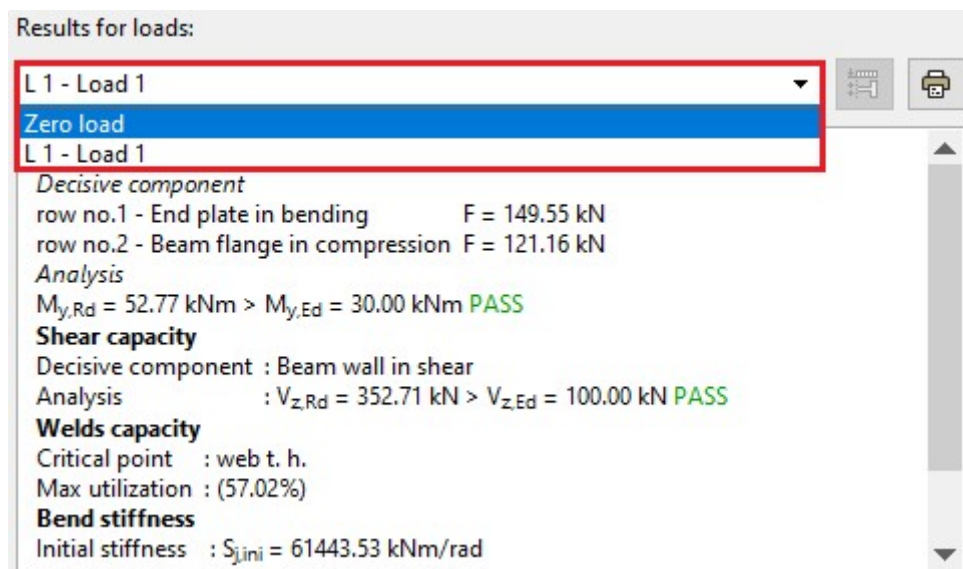 Results for loads:
L 1 - Load 1
Zero load
L 1 - Load 1
Decisive component
row no.1 - End plate in bending F = 149.55 kN
row no.2 - Beam flange in compression F = 121.16 kN
Analysis
My,Rd = 52.77 kNm > My,Ed = 30.00 kNm PASS
Shear capacity
Decisive component : Beam wall in shear
Analysis : Vz,Rd = 352.71 kN > Vz,Ed = 100.00 kN PASS
Welds capacity
Critical point : web t. h.
Max utilization : (57.02%)
Bend stiffness
Initial stiffness : Sj,ini = 61443.53 kNm/rad